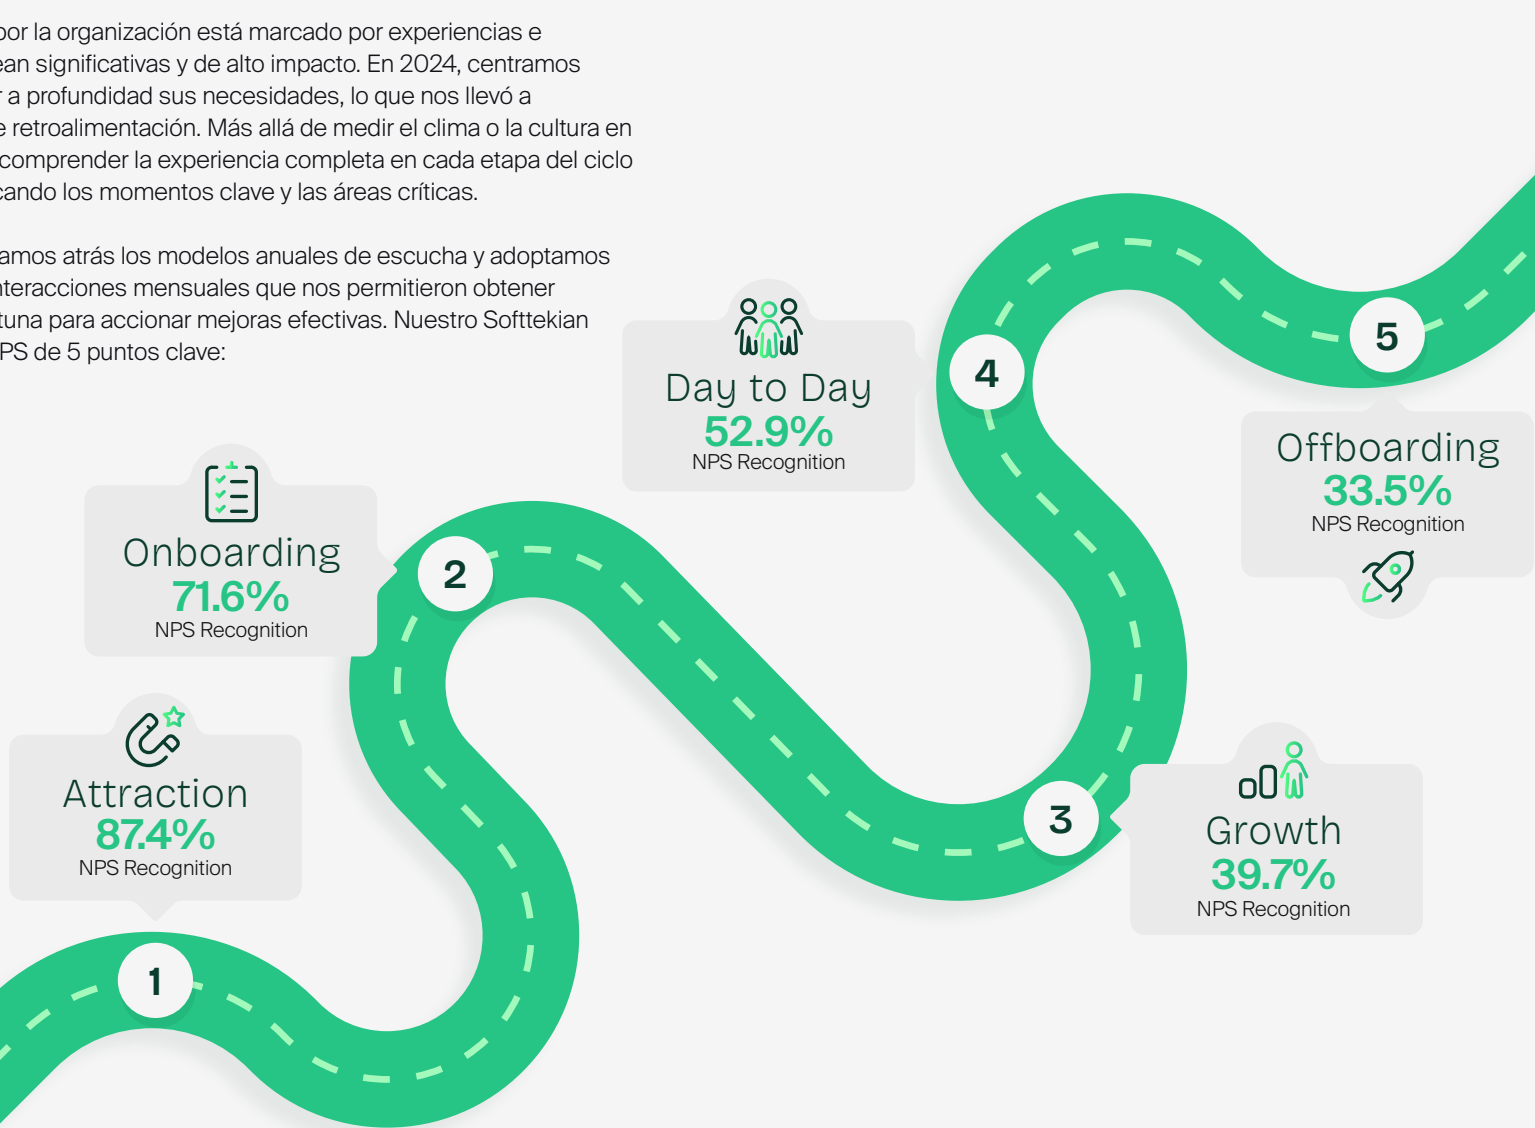 por la organización está marcado por experiencias e
ean significativas y de alto impacto. En 2024, centramos
r a profundidad sus necesidades, lo que nos llevó a
e retroalimentación. Más allá de medir el clima o la cultura en
comprender la experiencia completa en cada etapa del ciclo
cando los momentos clave y las áreas críticas.
amos atrás los modelos anuales de escucha y adoptamos
nteracciones mensuales que nos permitieron obtener
tuna para accionar mejoras efectivas. Nuestro Softtekian
PS de 5 puntos clave:
1
Attraction
87.4%
NPS Recognition
2
Onboarding
71.6%
NPS Recognition
3
Growth
39.7%
NPS Recognition
4
Day to Day
52.9%
NPS Recognition
5
Offboarding
33.5%
NPS Recognition